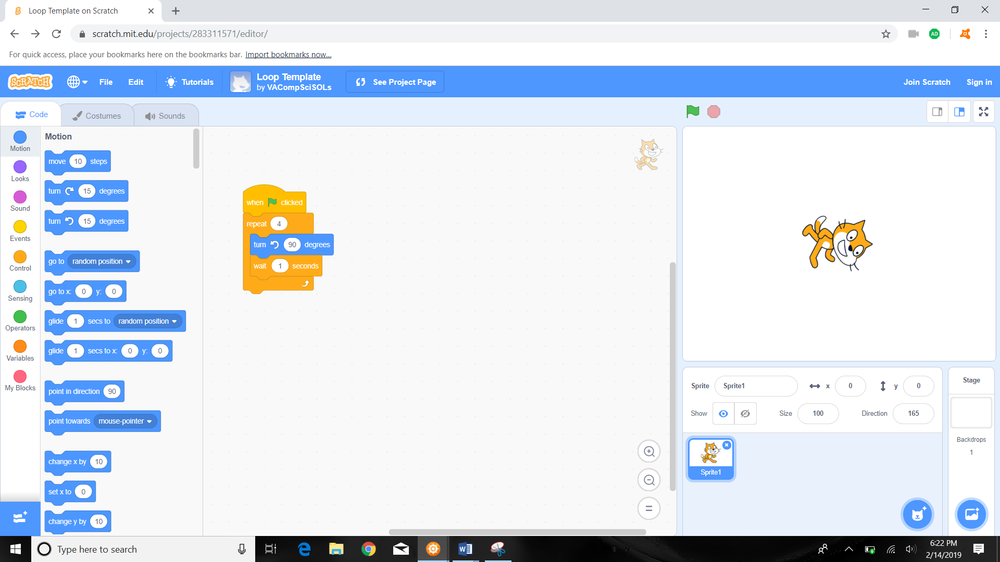 Loop Template on Scratch
scratch.mit.edu/projects/283311571/editor/
AD
For quick access, place your bookmarks here on the bookmarks bar. Import bookmarks now...
SCRATCH
File
Edit
Tutorials
Loop Template
by VACompSciSOLs
See Project Page
Join Scratch
Sign in
Code
Costumes
Sounds
Motion
Looks
Sound
Events
Control
Sensing
Operators
Variables
My Blocks
Motion
move 10 steps
turn 15 degrees
turn 15 degrees
go to random position
go to x: 0 y: 0
glide 1 secs to random position
glide 1 secs to x: 0 y: 0
point in direction 90
point towards mouse-pointer
change x by 10
set x to 0
change y by 10
when clicked
repeat 4
turn 90 degrees
wait 1 seconds
Sprite Sprite1 x 0 y 0
Show Size 100 Direction 165
Sprite1
Stage
Backdrops
1
Type here to search
6:22 PM
2/14/2019